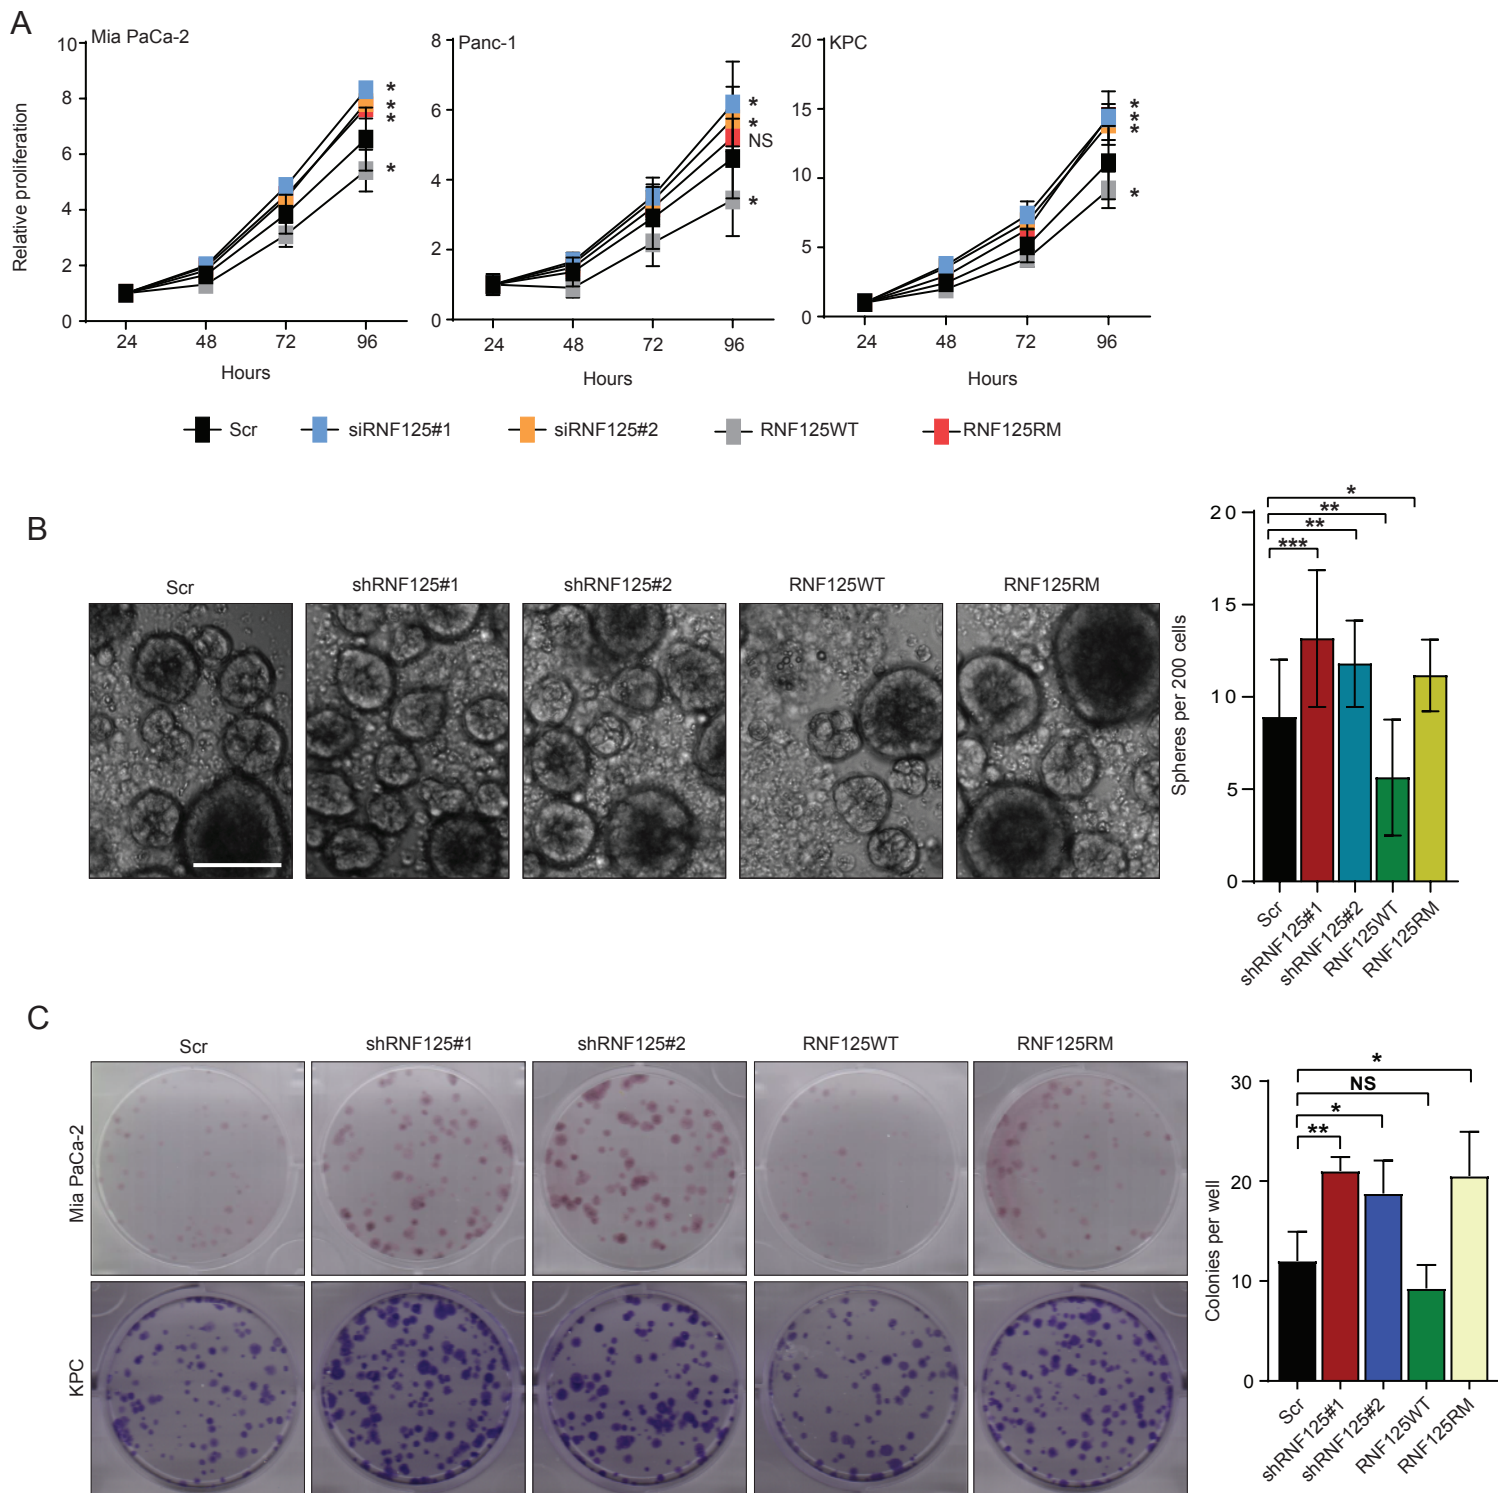 A
Mia PaCa-2
Panc-1
KPC
Relative proliferation
10
8
6
4
2
0
24 48 72 96
Hours
*
*
*
*
8
6
4
2
0
24 48 72 96
Hours
*
*
NS
*
20
15
10
5
0
24 48 72 96
Hours
*
*
*
*
Scr siRNF125#1 siRNF125#2 RNF125WT RNF125RM
B
Scr shRNF125#1 shRNF125#2 RNF125WT RNF125RM
Spheres per 200 cells
20
15
10
5
0
*
**
**
***
Scr
shRNF125#1
shRNF125#2
RNF125WT
RNF125RM
C
Scr shRNF125#1 shRNF125#2 RNF125WT RNF125RM
Mia PaCa-2
KPC
Colonies per well
30
20
10
0
*
NS
*
**
Scr
shRNF125#1
shRNF125#2
RNF125WT
RNF125RM